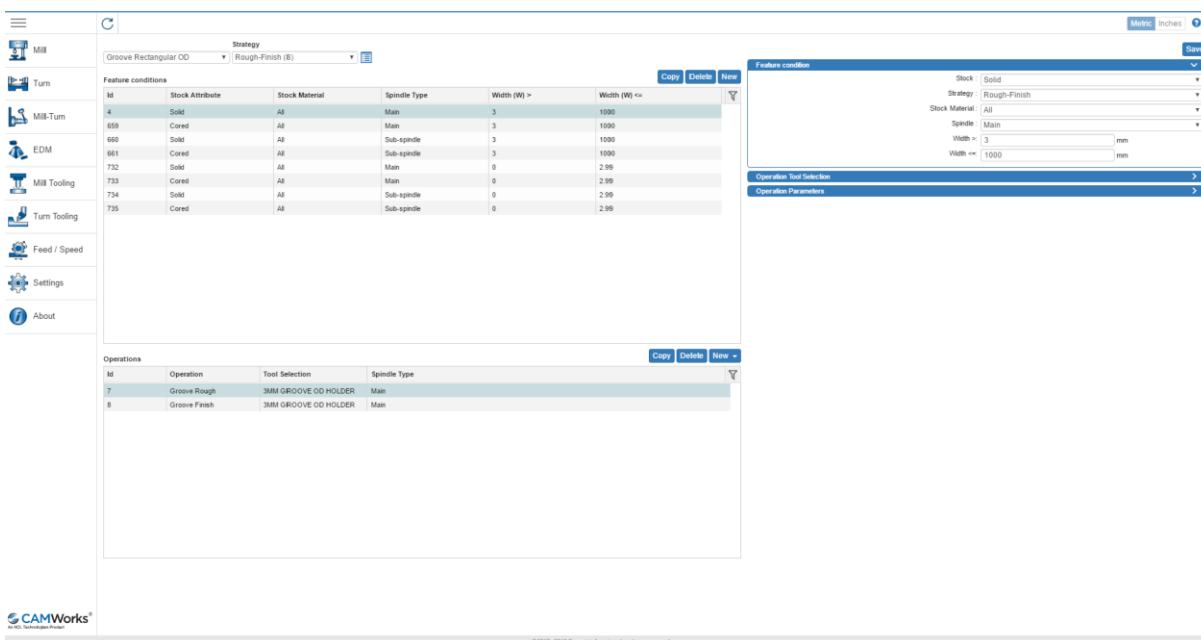 Metric Inches
Mill
Turn
Mill-Turn
EDM
Mill Tooling
Turn Tooling
Feed / Speed
Settings
About
CAMWorks®
An HCL Technologies Product
Strategy
Groove Rectangular OD Rough-Finish (8)
Feature conditions Copy Delete New
Id Stock Attribute Stock Material Spindle Type Width (W) > Width (W) <=
4 Solid All Main 3 1000
659 Cored All Main 3 1000
660 Solid All Sub-spindle 3 1000
661 Cored All Sub-spindle 3 1000
732 Solid All Main 0 2.99
733 Cored All Main 0 2.99
734 Solid All Sub-spindle 0 2.99
735 Cored All Sub-spindle 0 2.99
Operations Copy Delete New
Id Operation Tool Selection Spindle Type
7 Groove Rough 3MM GROOVE OD HOLDER Main
8 Groove Finish 3MM GROOVE OD HOLDER Main
Save
Feature condition
Stock : Solid
Strategy : Rough-Finish
Stock Material : All
Spindle : Main
Width >: 3 mm
Width <=: 1000 mm
Operation Tool Selection
Operation Parameters